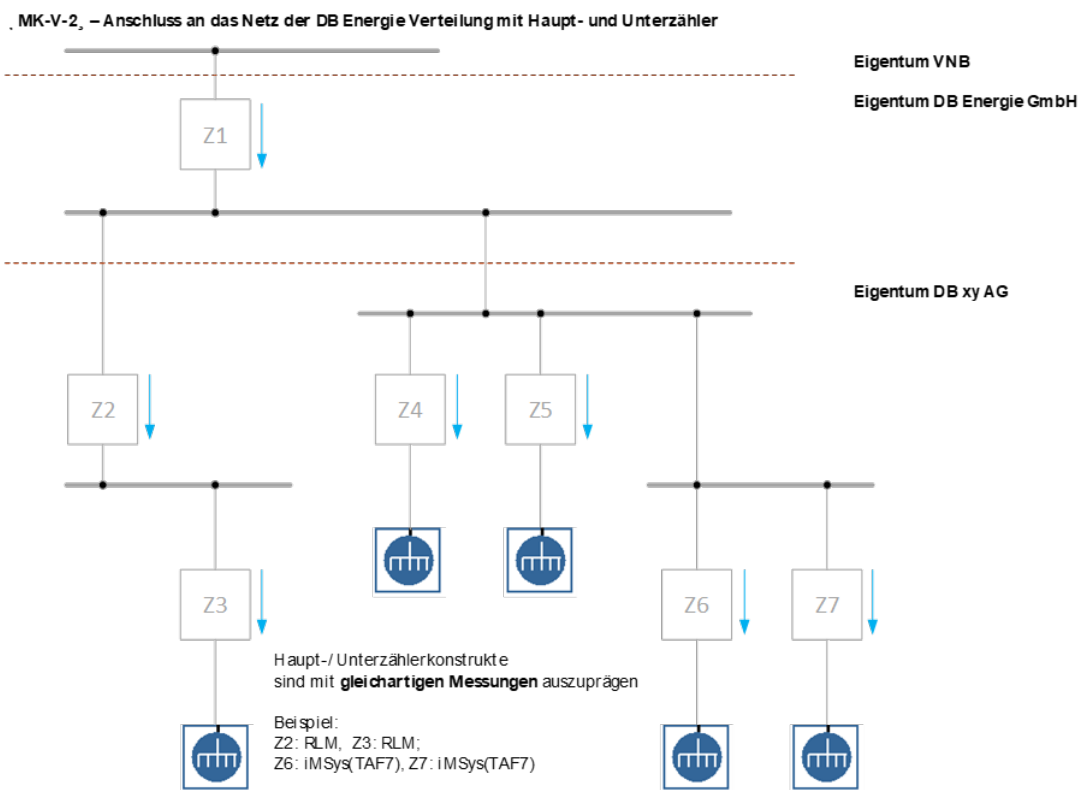 ‚MK-V-2‚ – Anschluss an das Netz der DB Energie Verteilung mit Haupt- und Unterzähler
Eigentum VNB
Eigentum DB Energie GmbH
Z1
Eigentum DB xy AG
Z2
Z4
Z5
Z3
Z6
Z7
Haupt-/ Unterzählerkonstrukte
sind mit gleichartigen Messungen auszuprägen
Beispiel:
Z2: RLM, Z3: RLM;
Z6: iMSys(TAF7), Z7: iMSys(TAF7)